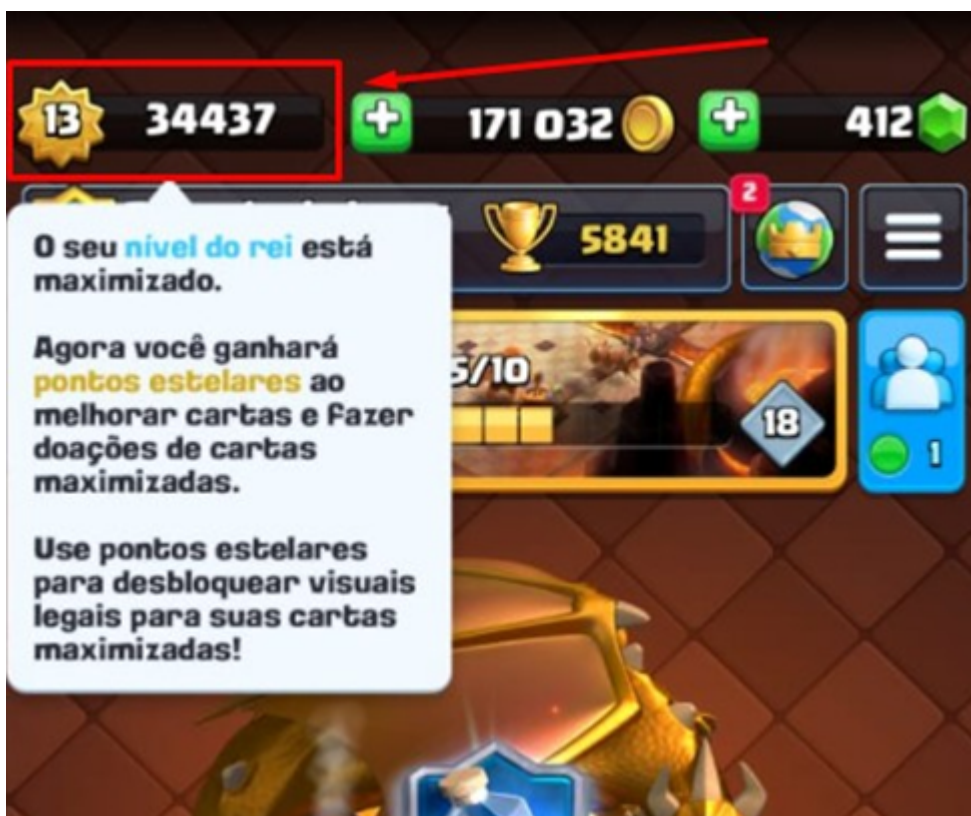 13 34437 171 032 412
5841 2
O seu nível do rei está
maximizado.
Agora você ganhará
pontos estelares ao
melhorar cartas e fazer
doações de cartas
maximizadas.
Use pontos estelares
para desbloquear visuais
legais para suas cartas
maximizadas!
5/10
18
1